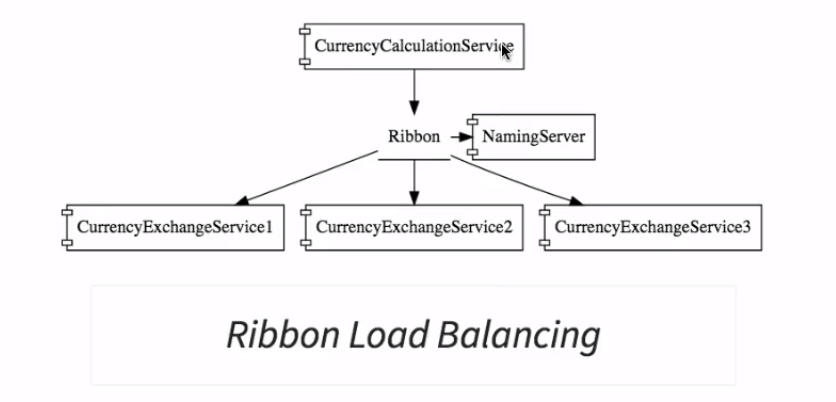 CurrencyCalculationService
Ribbon
NamingServer
CurrencyExchangeService1
CurrencyExchangeService2
CurrencyExchangeService3
Ribbon Load Balancing